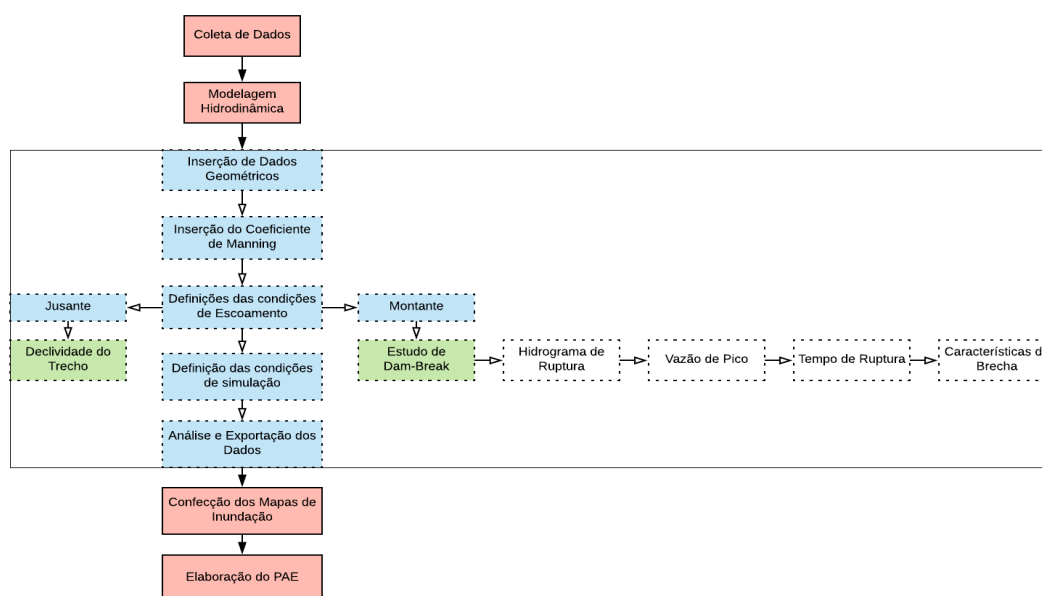 Coleta de Dados
Modelagem
Hidrodinâmica
Inserção de Dados
Geométricos
Inserção do Coeficiente
de Manning
Jusante
Definições das condições
de Escoamento
Montante
Declividade do
Trecho
Definição das condições
de simulação
Estudo de
Dam-Break
Hidrograma de
Ruptura
Vazão de Pico
Tempo de Ruptura
Características
Brecha
Análise e Exportação dos
Dados
Confecção dos Mapas de
Inundação
Elaboração do PAE